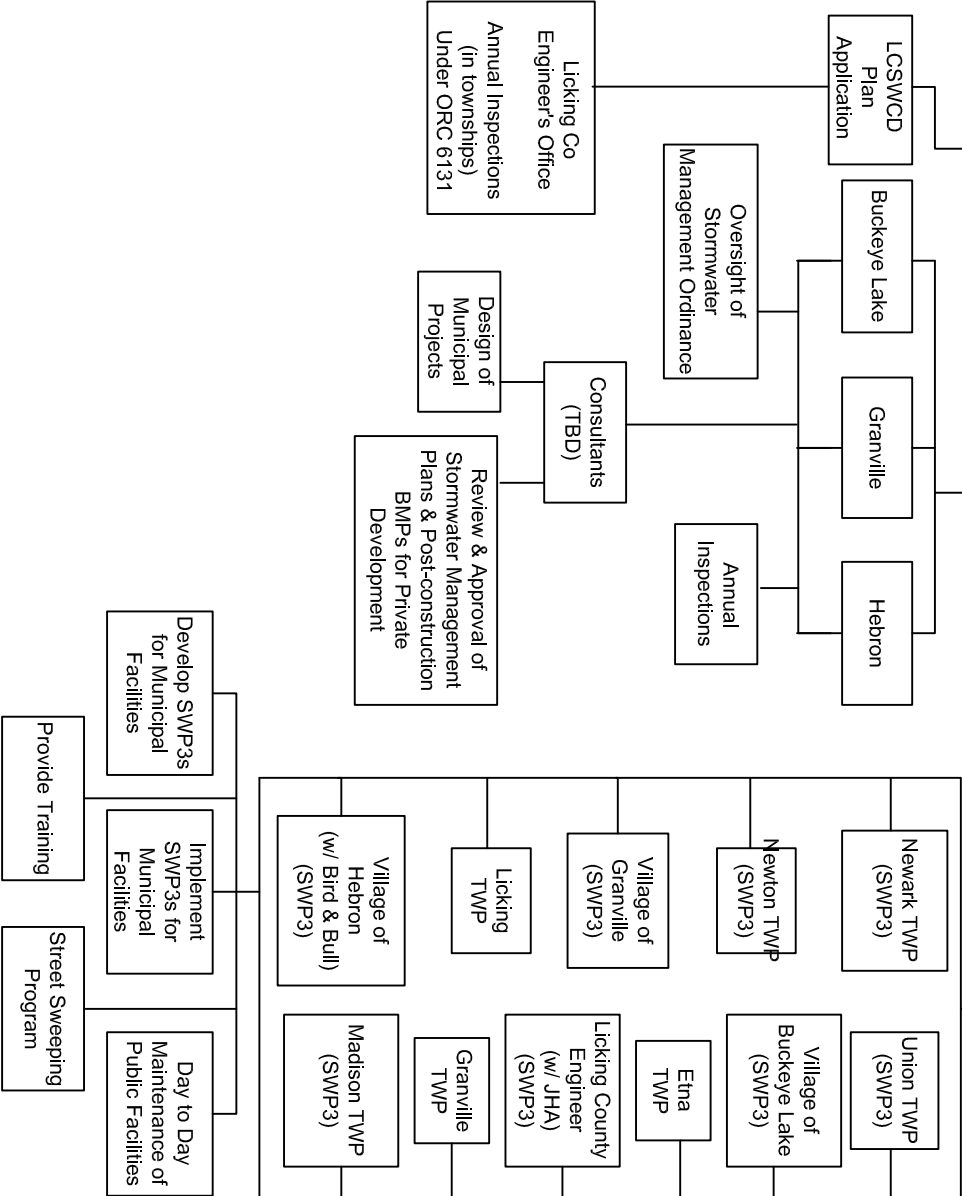 LCSWCD
Plan
Application
Licking Co
Engineer's Office
Annual Inspections
(in townships)
Under ORC 6131
Buckeye Lake
Granville
Hebron
Oversight of
Stormwater
Management Ordinance
Annual
Inspections
Consultants
(TBD)
Design of
Municipal
Projects
Review & Approval of
Stormwater Management
Plans & Post-construction
BMPs for Private
Development
Newark TWP
(SWP3)
Union TWP
(SWP3)
Newton TWP
(SWP3)
Village of
Buckeye Lake
(SWP3)
Village of
Granville
(SWP3)
Etna
TWP
Licking
TWP
Licking County
Engineer
(w/ JHA)
(SWP3)
Village of
Hebron
(w/ Bird & Bull)
(SWP3)
Granville
TWP
Madison TWP
(SWP3)
Develop SWP3s
for Municipal
Facilities
Implement
SWP3s for
Municipal
Facilities
Day to Day
Maintenance of
Public Facilities
Provide Training
Street Sweeping
Program